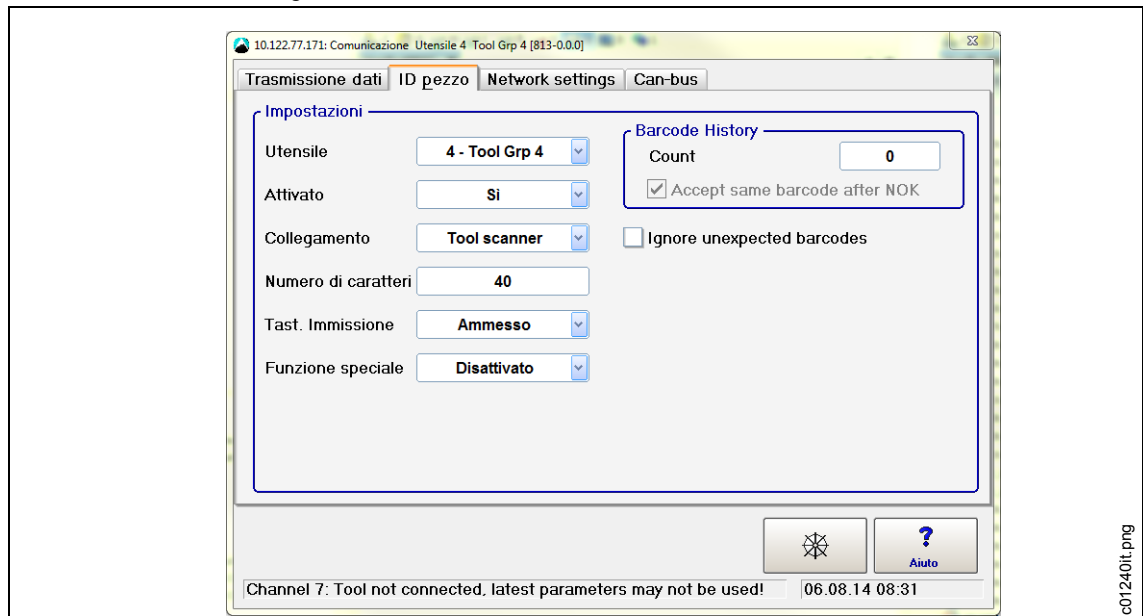 10.122.77.171: Comunicazione Utensile 4 Tool Grp 4 [813-0.0.0]
Trasmissione dati ID pezzo Network settings Can-bus
Impostazioni
Utensile 4 - Tool Grp 4
Attivato Si
Collegamento Tool scanner
Numero di caratteri 40
Tast. Immissione Ammesso
Funzione speciale Disattivato
Barcode History
Count 0
Accept same barcode after NOK
Ignore unexpected barcodes
?
Aiuto
Channel 7: Tool not connected, latest parameters may not be used! 06.08.14 08:31
c01240it.png